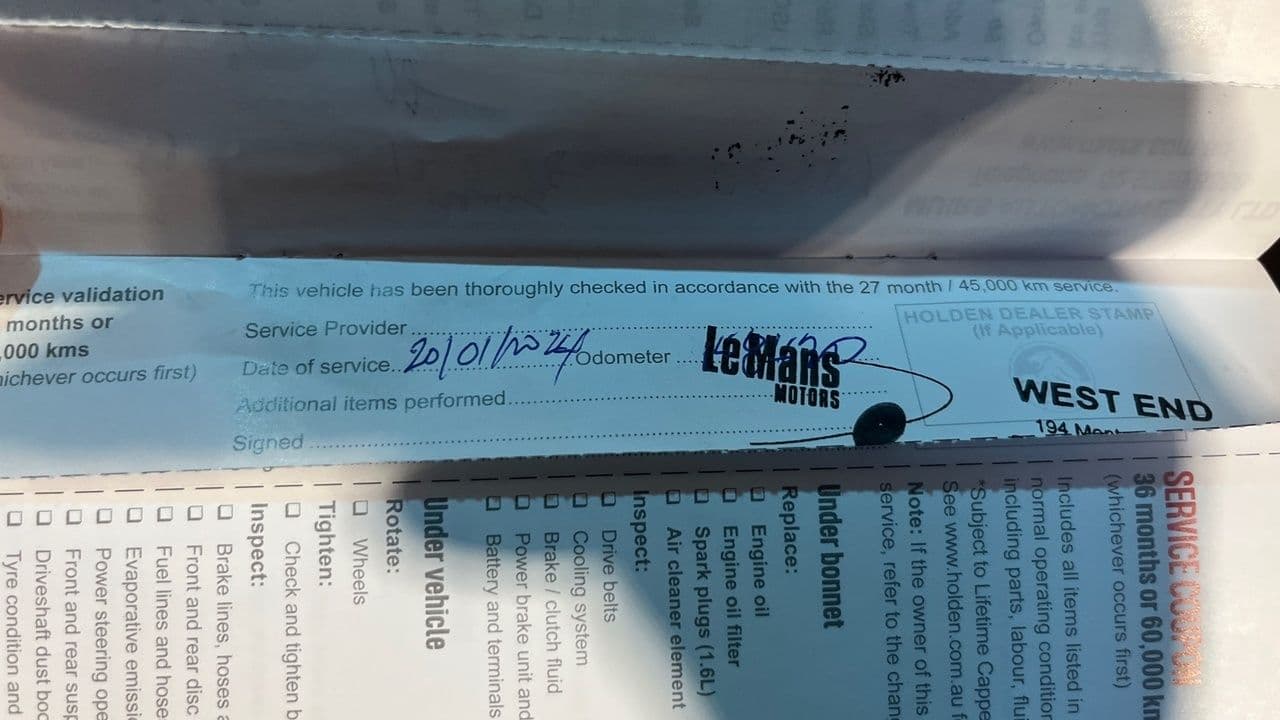 ervice validation
months or
,000 kms
hichever occurs first)
This vehicle has been thoroughly checked in accordance with the 27 month / 45,000 km service.
Service Provider
Date of service 20/01/2024 Odometer
Additional items performed
Signed
LeMans
MOTORS
HOLDEN DEALER STAMP
(If Applicable)
WEST END
194
SERVICE COUPON
36 months or 60,000 km
(whichever occurs first)
Includes all items listed in
normal operating condition
including parts, labour, flui
*Subject to Lifetime Cappe
See www.holden.com.au f
Note: If the owner of this
service, refer to the chan
Under bonnet
Replace:
Engine oil
Engine oil filter
Spark plugs (1.6L)
Air cleaner element
Inspect:
Drive belts
Cooling system
Brake / clutch fluid
Power brake unit and
Battery and terminals
Under vehicle
Rotate:
Wheels
Tighten:
Check and tighten b
Inspect:
Brake lines, hoses a
Front and rear disc
Fuel lines and hose
Evaporative emissi
Power steering ope
Front and rear susp
Driveshaft dust boo
Tyre condition and